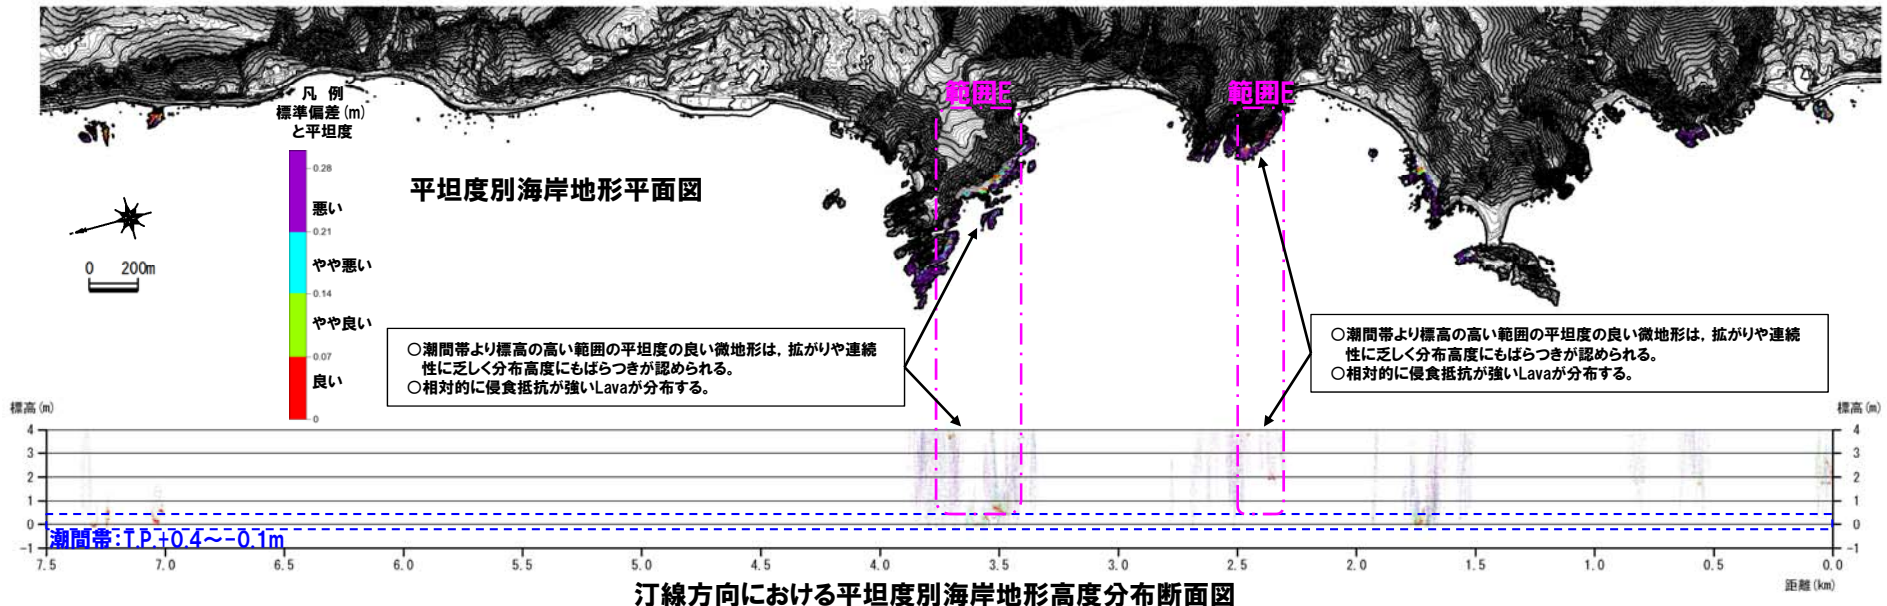 範囲E
範囲E
凡 例
標準偏差(m)
と平坦度
0.28
悪い
0.21
やや悪い
0.14
やや良い
0.07
良い
0
平坦度別海岸地形平面図
0 200m
○潮間帯より標高の高い範囲の平坦度の良い微地形は，拡がりや連続
性に乏しく分布高度にもばらつきが認められる。
○相対的に侵食抵抗が強いLavaが分布する。
○潮間帯より標高の高い範囲の平坦度の良い微地形は，拡がりや連続
性に乏しく分布高度にもばらつきが認められる。
○相対的に侵食抵抗が強いLavaが分布する。
標高(m)
標高(m)
4 4
3 3
2 2
1 1
0 0
-1 -1
潮間帯：T.P.+0.4～-0.1m
7.5 7.0 6.5 6.0 5.5 5.0 4.5 4.0 3.5 3.0 2.5 2.0 1.5 1.0 0.5 0.0
距離(km)
汀線方向における平坦度別海岸地形高度分布断面図